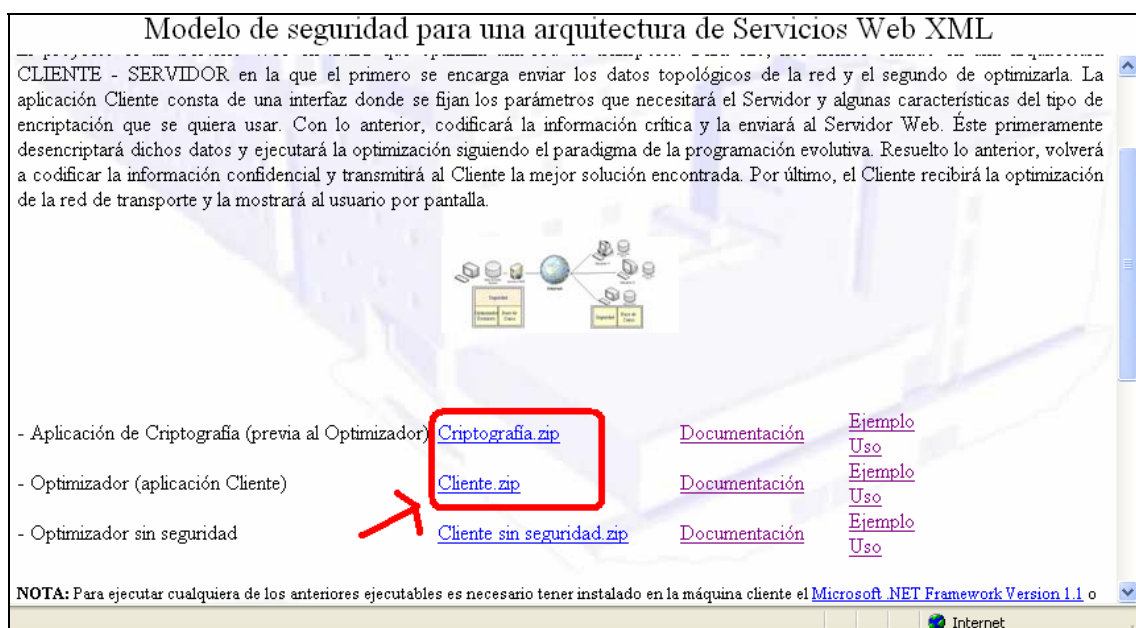 Modelo de seguridad para una arquitectura de Servicios Web XML
CLIENTE - SERVIDOR en la que el primero se encarga enviar los datos topológicos de la red y el segundo de optimizarla. La
aplicación Cliente consta de una interfaz donde se fijan los parámetros que necesitará el Servidor y algunas características del tipo de
encriptación que se quiera usar. Con lo anterior, codificará la información crítica y la enviará al Servidor Web. Éste primeramente
desencriptará dichos datos y ejecutará la optimización siguiendo el paradigma de la programación evolutiva. Resuelto lo anterior, volverá
a codificar la información confidencial y transmitirá al Cliente la mejor solución encontrada. Por último, el Cliente recibirá la optimización
de la red de transporte y la mostrará al usuario por pantalla.
Internet
Seguridad
Seguridad
- Aplicación de Criptografía (previa al Optimizador) Criptografía.zip Documentación Ejemplo
Uso
- Optimizador (aplicación Cliente) Cliente.zip Documentación Ejemplo
Uso
- Optimizador sin seguridad Cliente sin seguridad.zip Documentación Ejemplo
Uso
NOTA: Para ejecutar cualquiera de los anteriores ejecutables es necesario tener instalado en la máquina cliente el Microsoft .NET Framework Version 1.1 o
Internet